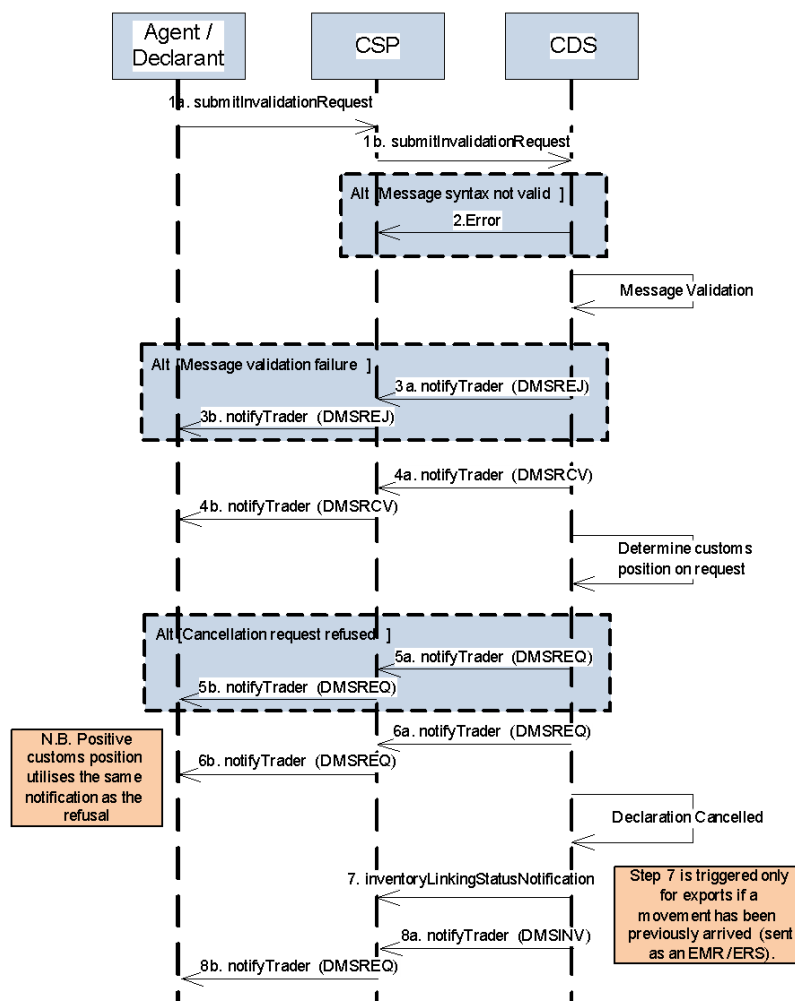 Agent /
Declarant
CSP
CDS
1a. submitInvalidationRequest
1b. submitInvalidationRequest
Alt [Message syntax not valid ]
2.Error
Message Validation
Alt [Message validation failure ]
3a. notifyTrader (DMSREJ)
3b. notifyTrader (DMSREJ)
4a. notifyTrader (DMSRCV)
4b. notifyTrader (DMSRCV)
Determine customs
position on request
Alt [Cancellation request refused ]
5a. notifyTrader (DMSREQ)
5b. notifyTrader (DMSREQ)
6a. notifyTrader (DMSREQ)
N.B. Positive
customs position
utilises the same
notification as the
refusal
6b. notifyTrader (DMSREQ)
Declaration Cancelled
7. inventoryLinkingStatusNotification
Step 7 is triggered only
for exports if a
movement has been
previously arrived (sent
as an EMR/ERS).
8a. notifyTrader (DMSINV)
8b. notifyTrader (DMSREQ)